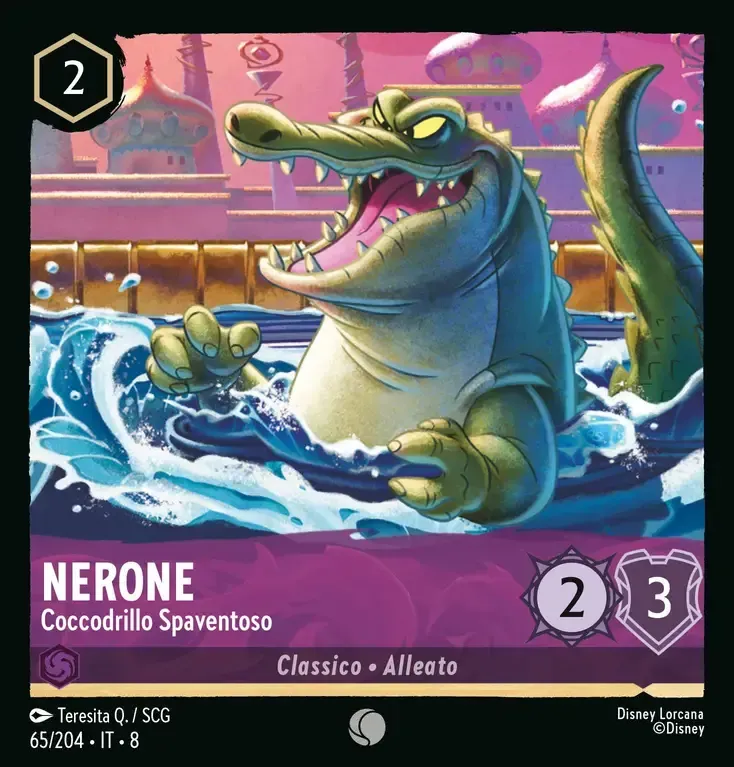 2
NERONE
Coccodrillo Spaventoso
2
3
Classico • Alleato
Teresita Q. / SCG
65/204 • IT • 8
Disney Lorcana
©Disney